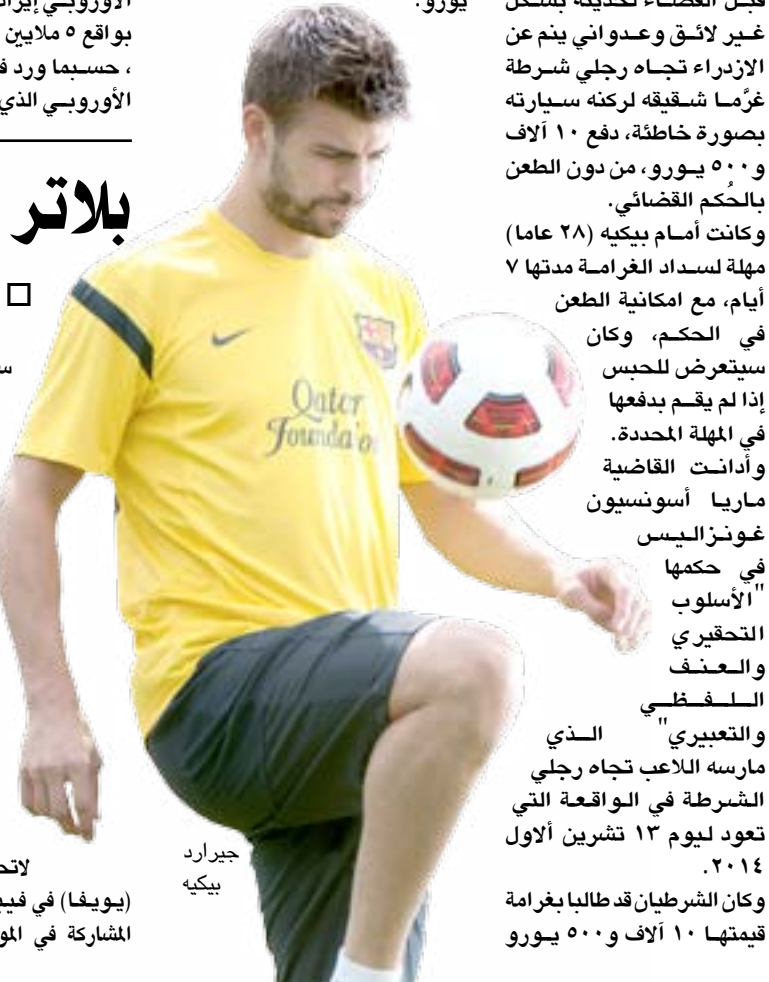 قبل القضاء لحديثه بشكل
غير لائق وعدواني ينم عن
الازدراء تجاه رجلي شرطة
غرَّما شقيقه لركنه سيارته
بصورة خاطئة، دفع ١٠ آلاف
و٥٠٠ يورو، من دون الطعن
بالحُكم القضائي.
وكانت أمام بيكيه (٢٨ عاما)
مهلة لسداد الغرامة مدتها ٧
أيام، مع امكانية الطعن
في الحكم، وكان
سيتعرض للحبس
إذا لم يقم بدفعها
في المهلة المحددة.
وأدانت القاضية
ماريا أسونسيون
غونزاليس
في حكمها
"الأسلوب
التحقيري
والعنف
اللفظي
والتعبيري" الذي
مارسه اللاعب تجاه رجلي
الشرطة في الواقعة التي
تعود ليوم ١٣ تشرين ألاول
٢٠١٤.
وكان الشرطيان قد طالبا بغرامة
قيمتها ١٠ آلاف و٥٠٠ يورو
يورو.
Qatar
Founda
جيرارد
بيكيه
الأوروبي
بواقع ٥ ملايين
، حسبما ورد
الأوروبي الذي
بلاتر
(يويفا) في
المشاركة في